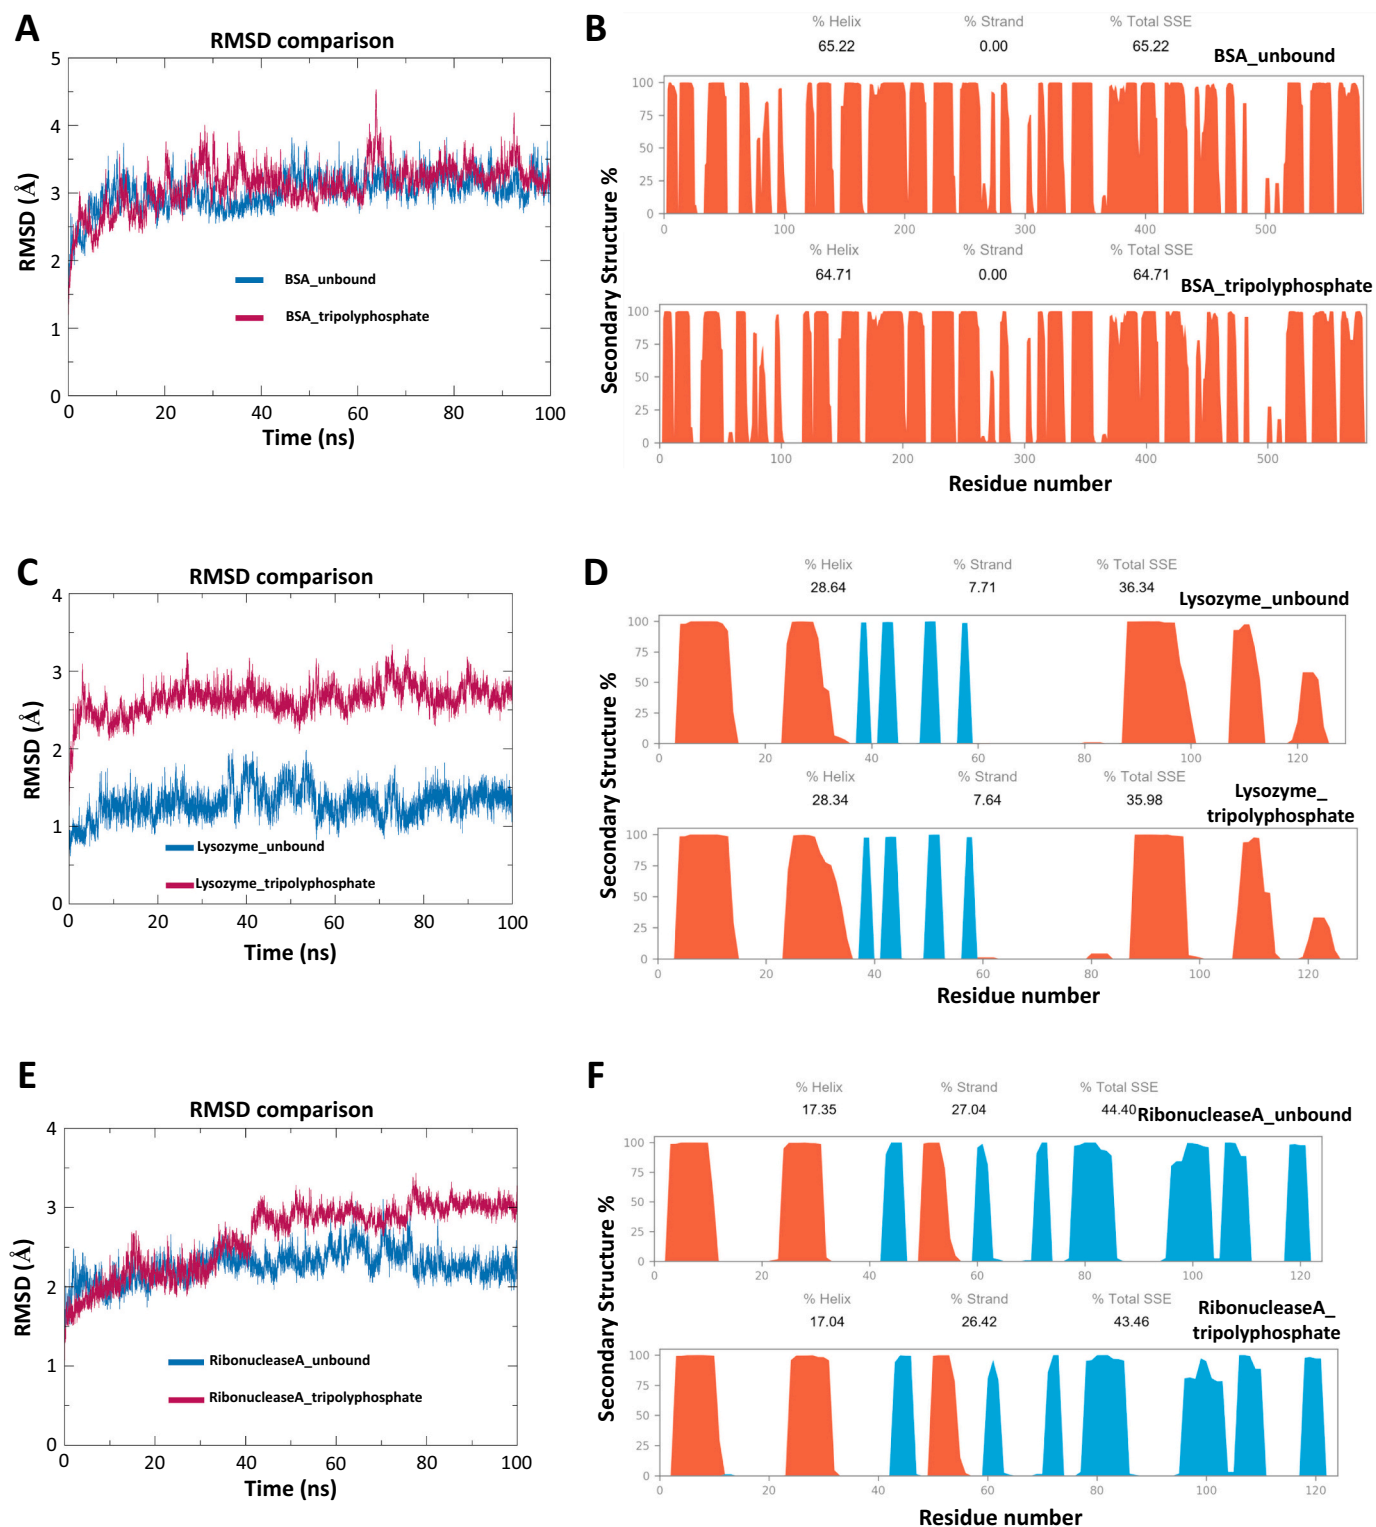 A
RMSD comparison
5
4
3
2
1
0
RMSD (Å)
BSA_unbound
BSA_tripolyphosphate
0 20 40 60 80 100
Time (ns)
B
% Helix % Strand % Total SSE
65.22 0.00 65.22
BSA_unbound
100
75
50
25
0
0 100 200 300 400 500
% Helix % Strand % Total SSE
64.71 0.00 64.71
BSA_tripolyphosphate
Secondary Structure %
100
75
50
25
0
0 100 200 300 400 500
Residue number
C
RMSD comparison
4
3
2
1
0
RMSD (Å)
Lysozyme_unbound
Lysozyme_tripolyphosphate
0 20 40 60 80 100
Time (ns)
D
% Helix % Strand % Total SSE
28.64 7.71 36.34
Lysozyme_unbound
100
75
50
25
0
0 20 40 60 80 100 120
% Helix % Strand % Total SSE
28.34 7.64 35.98
Lysozyme_
tripolyphosphate
Secondary Structure %
100
75
50
25
0
0 20 40 60 80 100 120
Residue number
E
RMSD comparison
4
3
2
1
0
RMSD (Å)
RibonucleaseA_unbound
RibonucleaseA_tripolyphosphate
0 20 40 60 80 100
Time (ns)
F
% Helix % Strand % Total SSE
17.35 27.04 44.40
RibonucleaseA_unbound
100
75
50
25
0
0 20 40 60 80 100 120
% Helix % Strand % Total SSE
17.04 26.42 43.46
RibonucleaseA_
tripolyphosphate
Secondary Structure %
100
75
50
25
0
0 20 40 60 80 100 120
Residue number